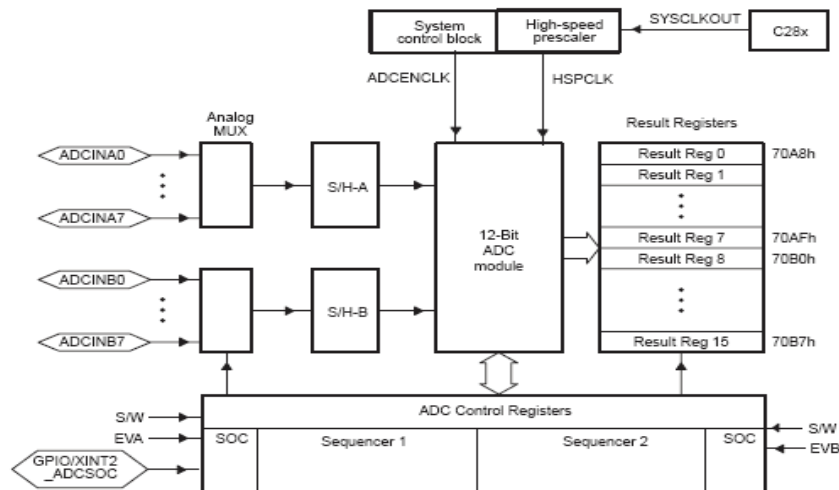 System
control block
High-speed
prescaler
SYSCLKOUT
C28x
ADCENCLK
HSPCLK
Analog
MUX
Result Registers
ADCINA0
ADCINA7
S/H-A
12-Bit
ADC
module
Result Reg 0
70A8h
Result Reg 1
Result Reg 7
70AFh
Result Reg 8
70B0h
ADCINB0
ADCINB7
S/H-B
Result Reg 15
70B7h
ADC Control Registers
S/W
EVA
GPIO/XINT2
_ADCSOC
SOC
Sequencer 1
Sequencer 2
SOC
S/W
EVB